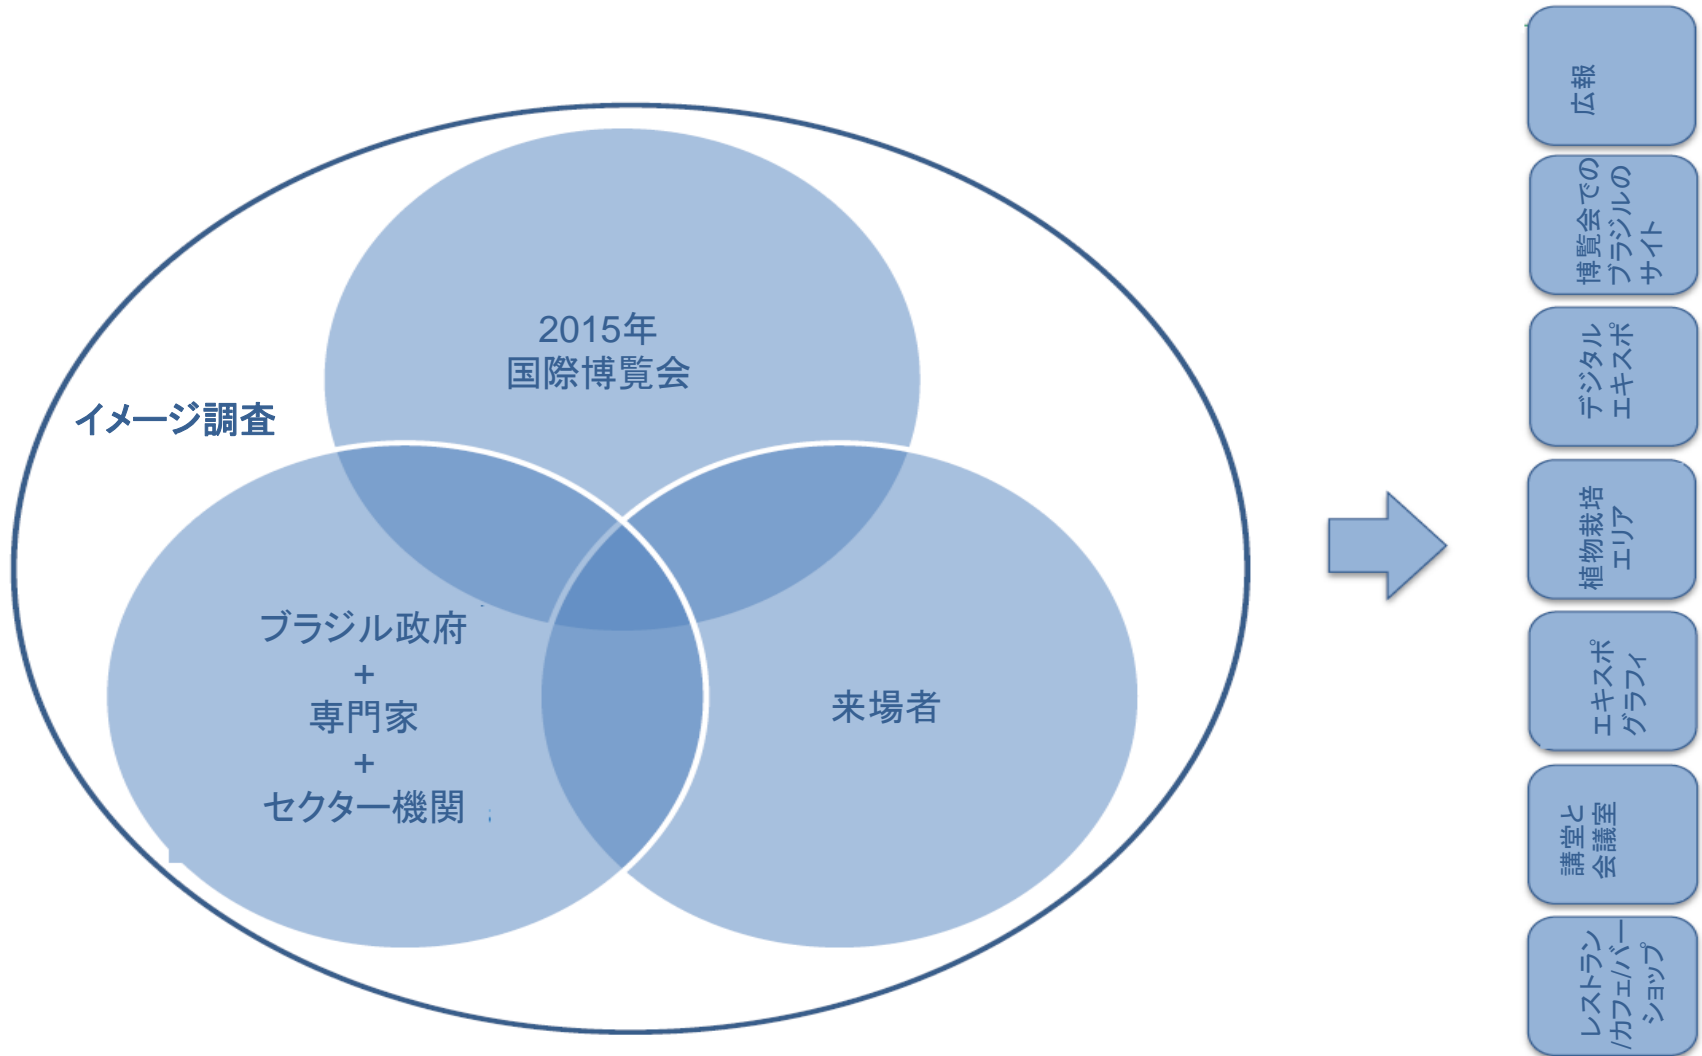 イメージ調査
2015年
国際博覧会
ブラジル政府
+
専門家
+
セクター機関
来場者
広報
博覧会での
ブラジルの
サイト
デジタル
エキスポ
植物栽培
エリア
エキスポ
グラフィ
講堂と
会議室
レストラン
/カフェ/バー
ショップ